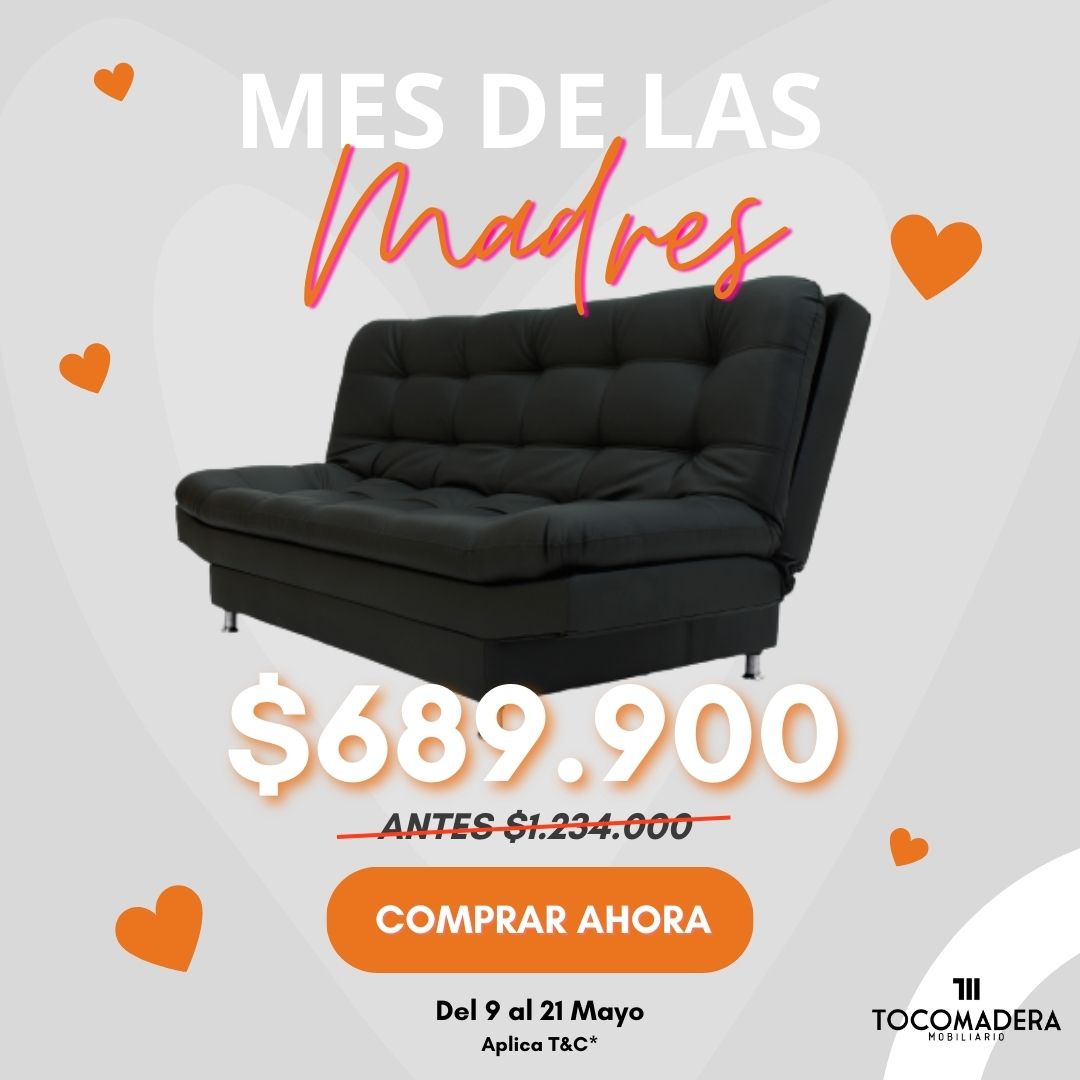 MES DE LAS
Madres
$689.900
ANTES $1.234.000
COMPRAR AHORA
Del 9 al 21 Mayo
Aplica T&C*
TOCOMADERA
MOBILIARIO